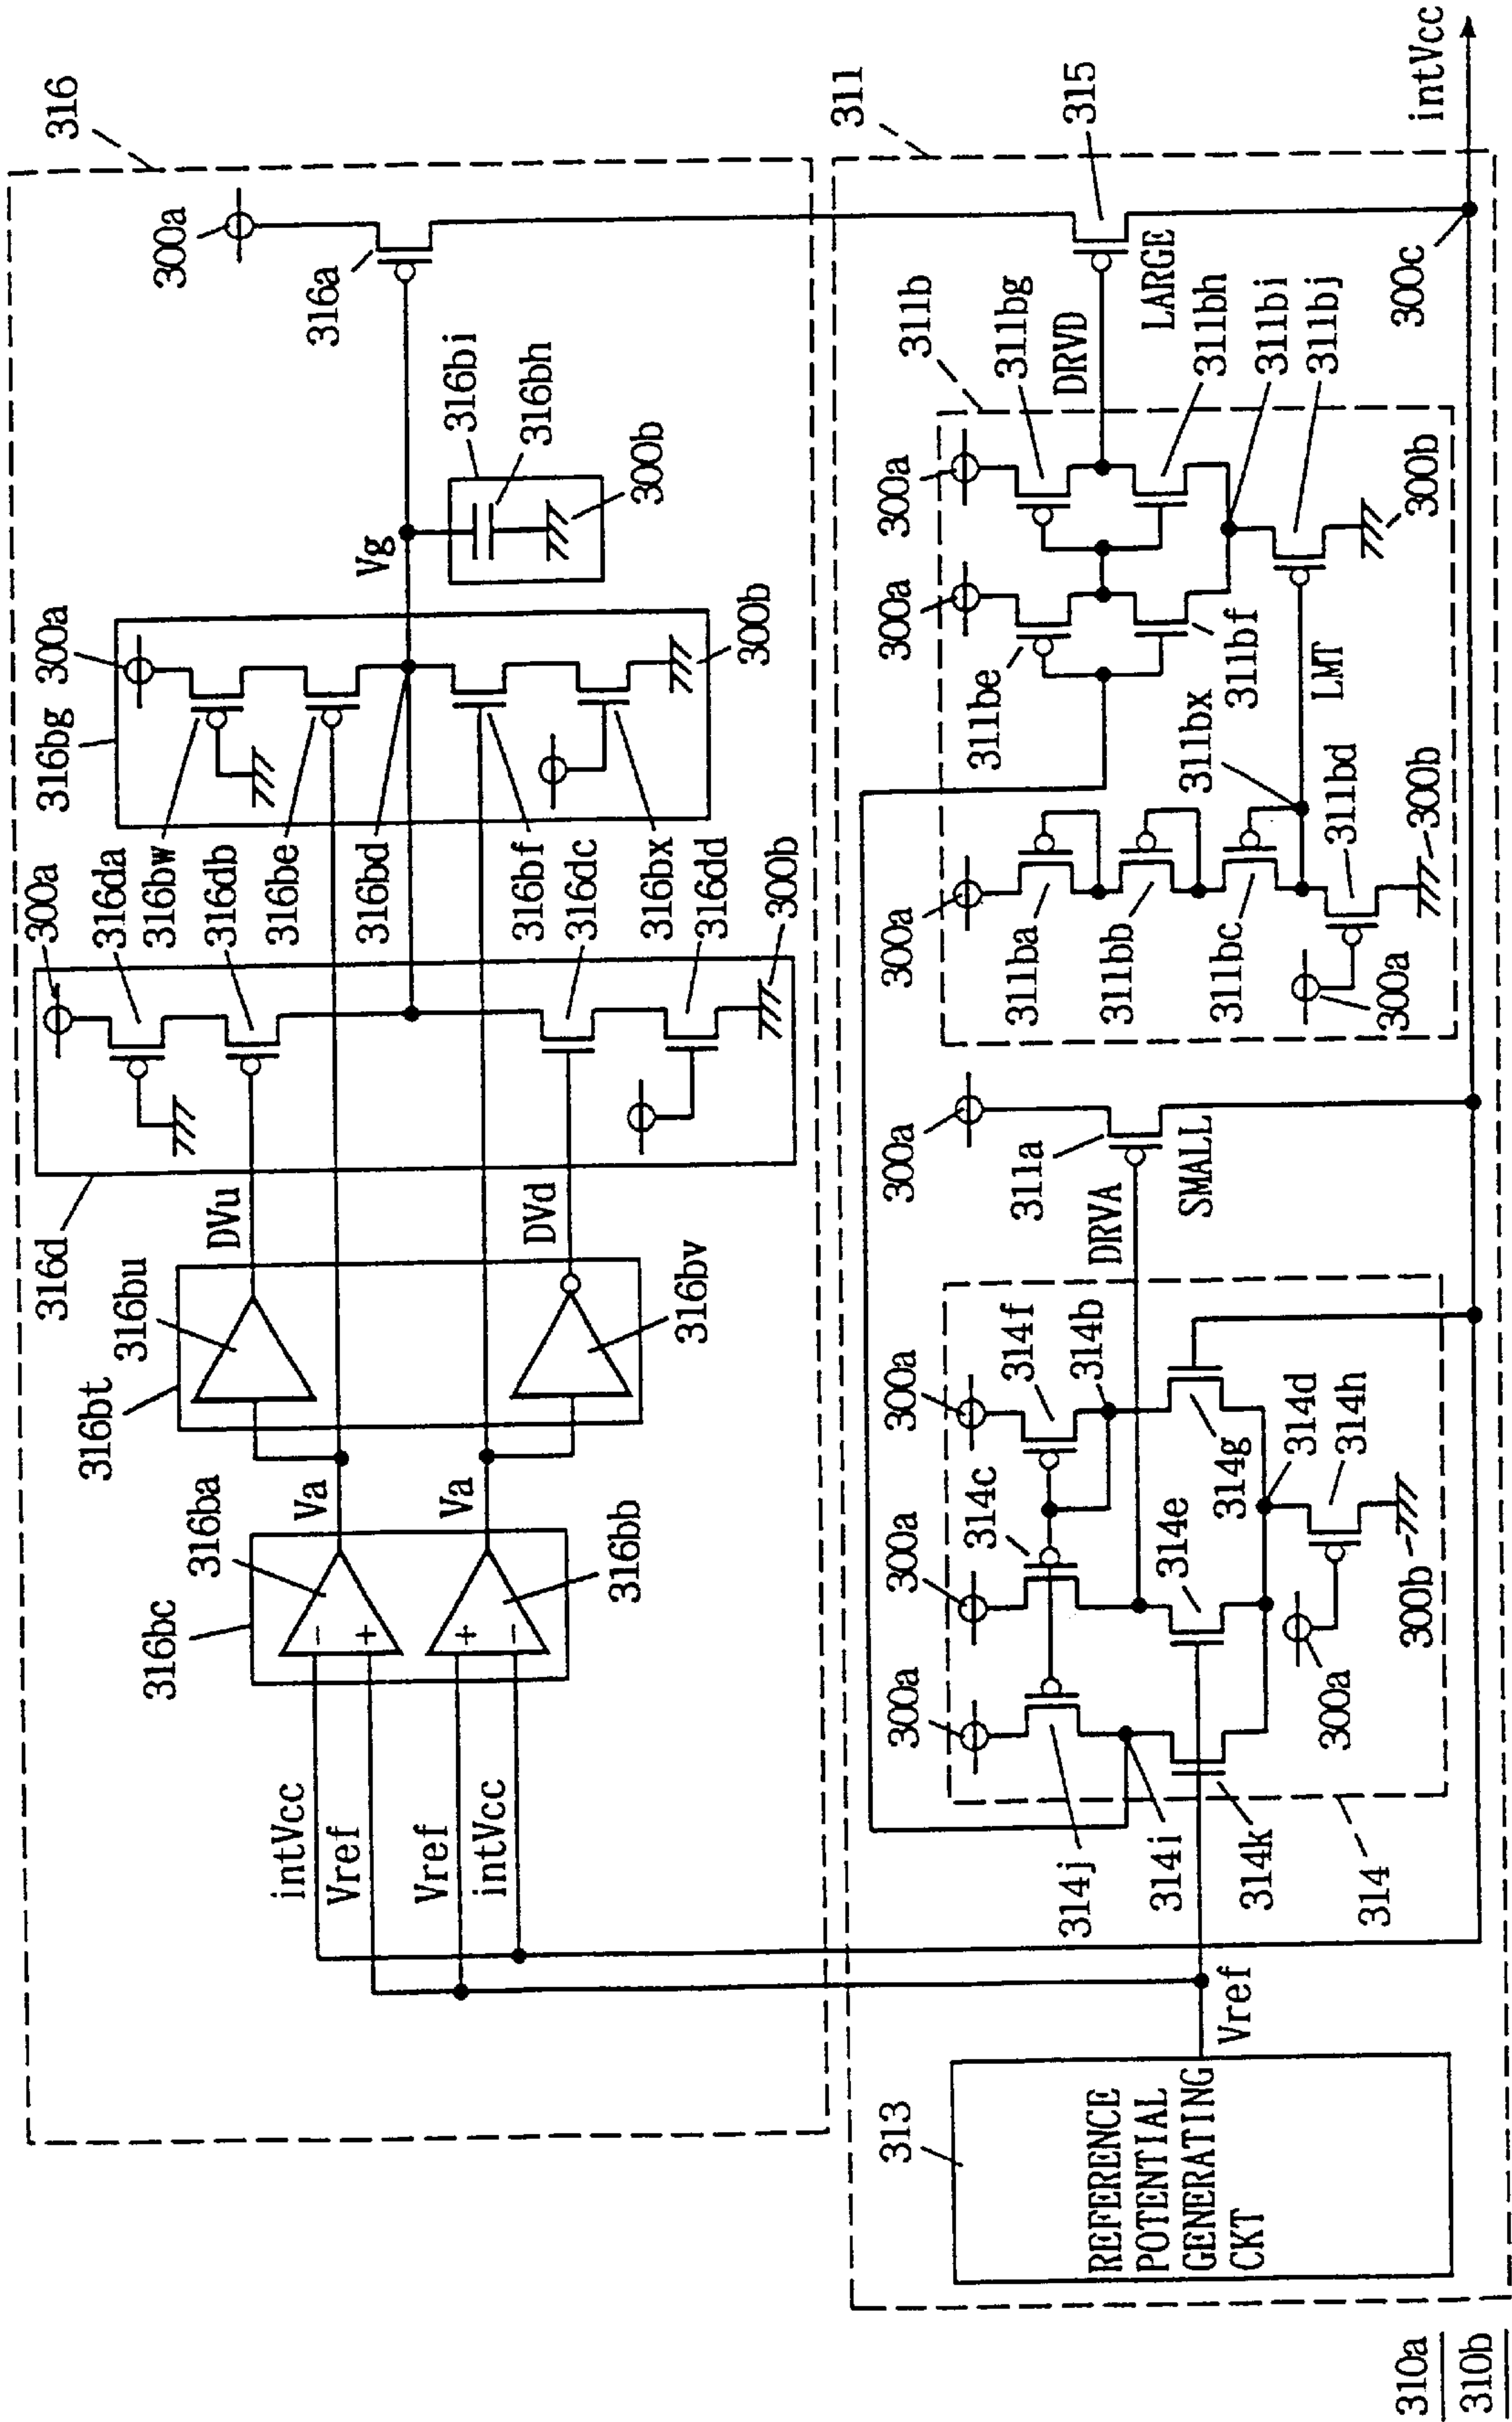 316
300a
316a
316bi
316bh
300b
Vg
300a
316bg
300b
300a
316da
316bw
316db
316be
316bd
316bf
316dc
316bx
316dd
300b
316d
DVu
DVd
316bu
316bt
316bv
Va
316ba
Va
316bb
316bc
intVcc
Vref
Vref
intVcc
intVcc
311
315
LARGE
300c
311b
311bg
DRVD
311bh
311bi
311bj
300a
300b
300a
311be
311bf
LMT
311bx
311bd
300a
311ba
311bb
311bc
300a
300b
300a
311a
SMALL
DRVA
300a
314f
314b
314g
314d
314h
314c
300a
314e
300b
300a
300a
314j
314i
314k
314
Vref
313
REFERENCE
POTENTIAL
GENERATING
CKT
310a
310b